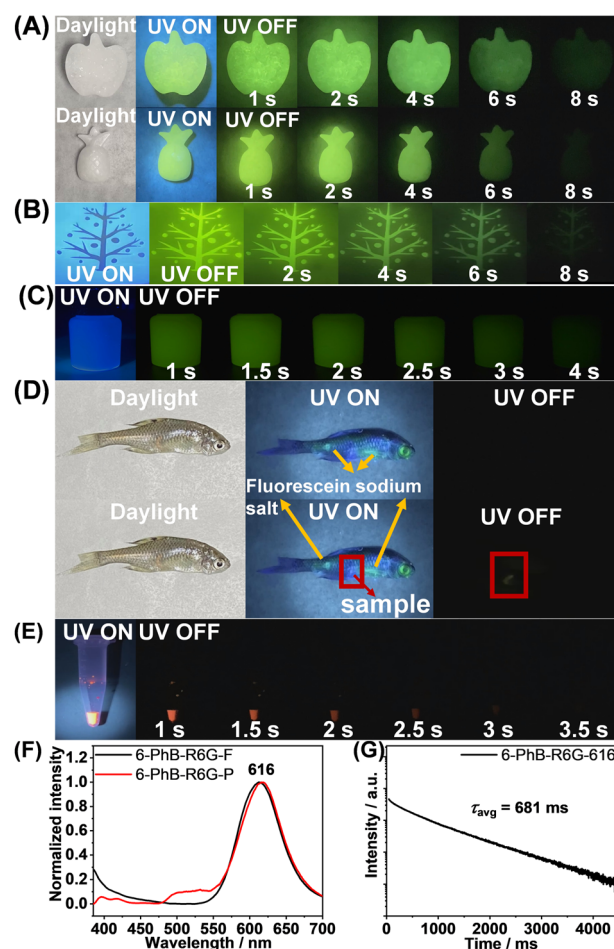 (A)
Daylight UV ON UV OFF
1 s 2 s 4 s 6 s 8 s
Daylight UV ON UV OFF
1 s 2 s 4 s 6 s 8 s
(B)
UV ON UV OFF 2 s 4 s 6 s 8 s
(C) UV ON UV OFF
1 s 1.5 s 2 s 2.5 s 3 s 4 s
(D) Daylight UV ON UV OFF
Fluorescein sodium
salt
Daylight UV ON UV OFF
sample
(E) UV ON UV OFF
1 s 1.5 s 2 s 2.5 s 3 s 3.5 s
(F)
6-PhB-R6G-F
6-PhB-R6G-P
616
Normalized intensity
1.2
1.0
0.8
0.6
0.4
0.2
0.0
400 450 500 550 600 650 700
Wavelength / nm
(G)
6-PhB-R6G-616
τavg = 681 ms
Intensity / a.u.
0 1000 2000 3000 4000
Time / ms